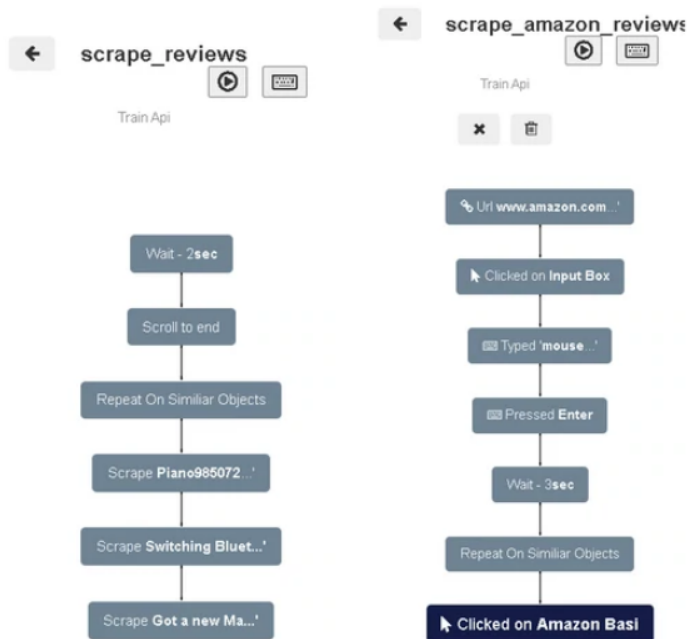 scrape_reviews
Train Api
Wait - 2sec
Scroll to end
Repeat On Similiar Objects
Scrape Piano985072...'
Scrape Switching Bluet...'
Scrape Got a new Ma...'
scrape_amazon_reviews
Train Api
Url www.amazon.com...'
Clicked on Input Box
Typed 'mouse...'
Pressed Enter
Wait - 3sec
Repeat On Similiar Objects
Clicked on Amazon Basi